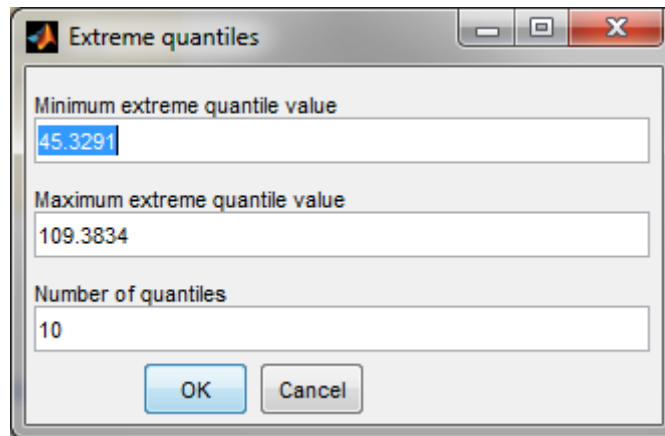 Extreme quantiles
Minimum extreme quantile value
45.3291
Maximum extreme quantile value
109.3834
Number of quantiles
10
OK Cancel